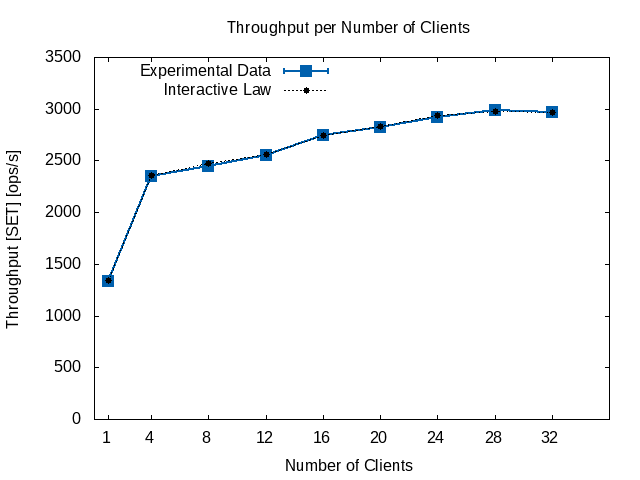 Throughput per Number of Clients
Experimental Data
Interactive Law
Throughput [SET] [ops/s]
3500
3000
2500
2000
1500
1000
500
0
1 4 8 12 16 20 24 28 32
Number of Clients